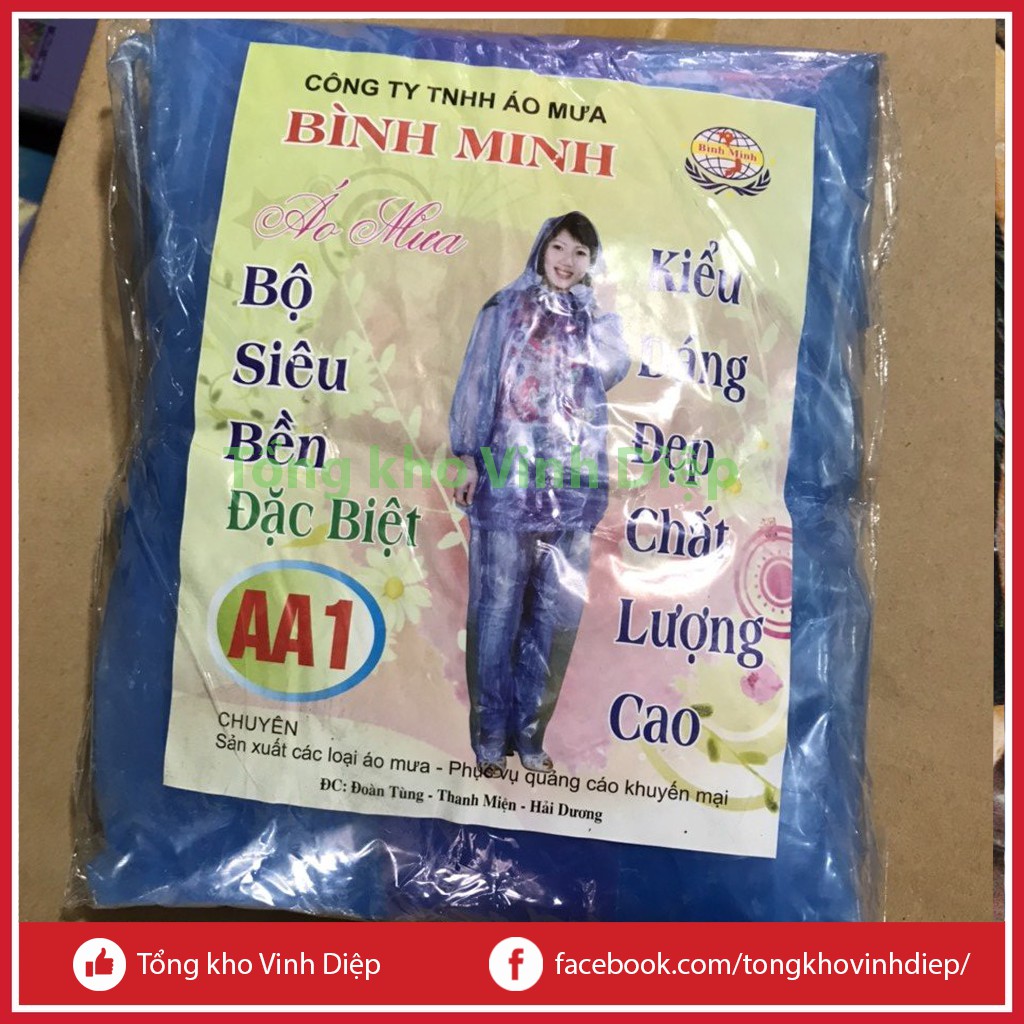 CÔNG TY TNHH ÁO MƯA
BÌNH MINH
Bình Minh
Áo Mưa
Bộ
Siêu
Bền
Đặc Biệt
AA1
Kiểu
Dáng
Đẹp
Chất
Lượng
Cao
Tổng kho Vinh Diệp
CHUYÊN
Sản xuất các loại áo mưa - Phục vụ quảng cáo khuyến mại
ĐC: Đoàn Tùng - Thanh Miện - Hải Dương
Tổng kho Vinh Diệp
facebook.com/tongkhovinhdiep/